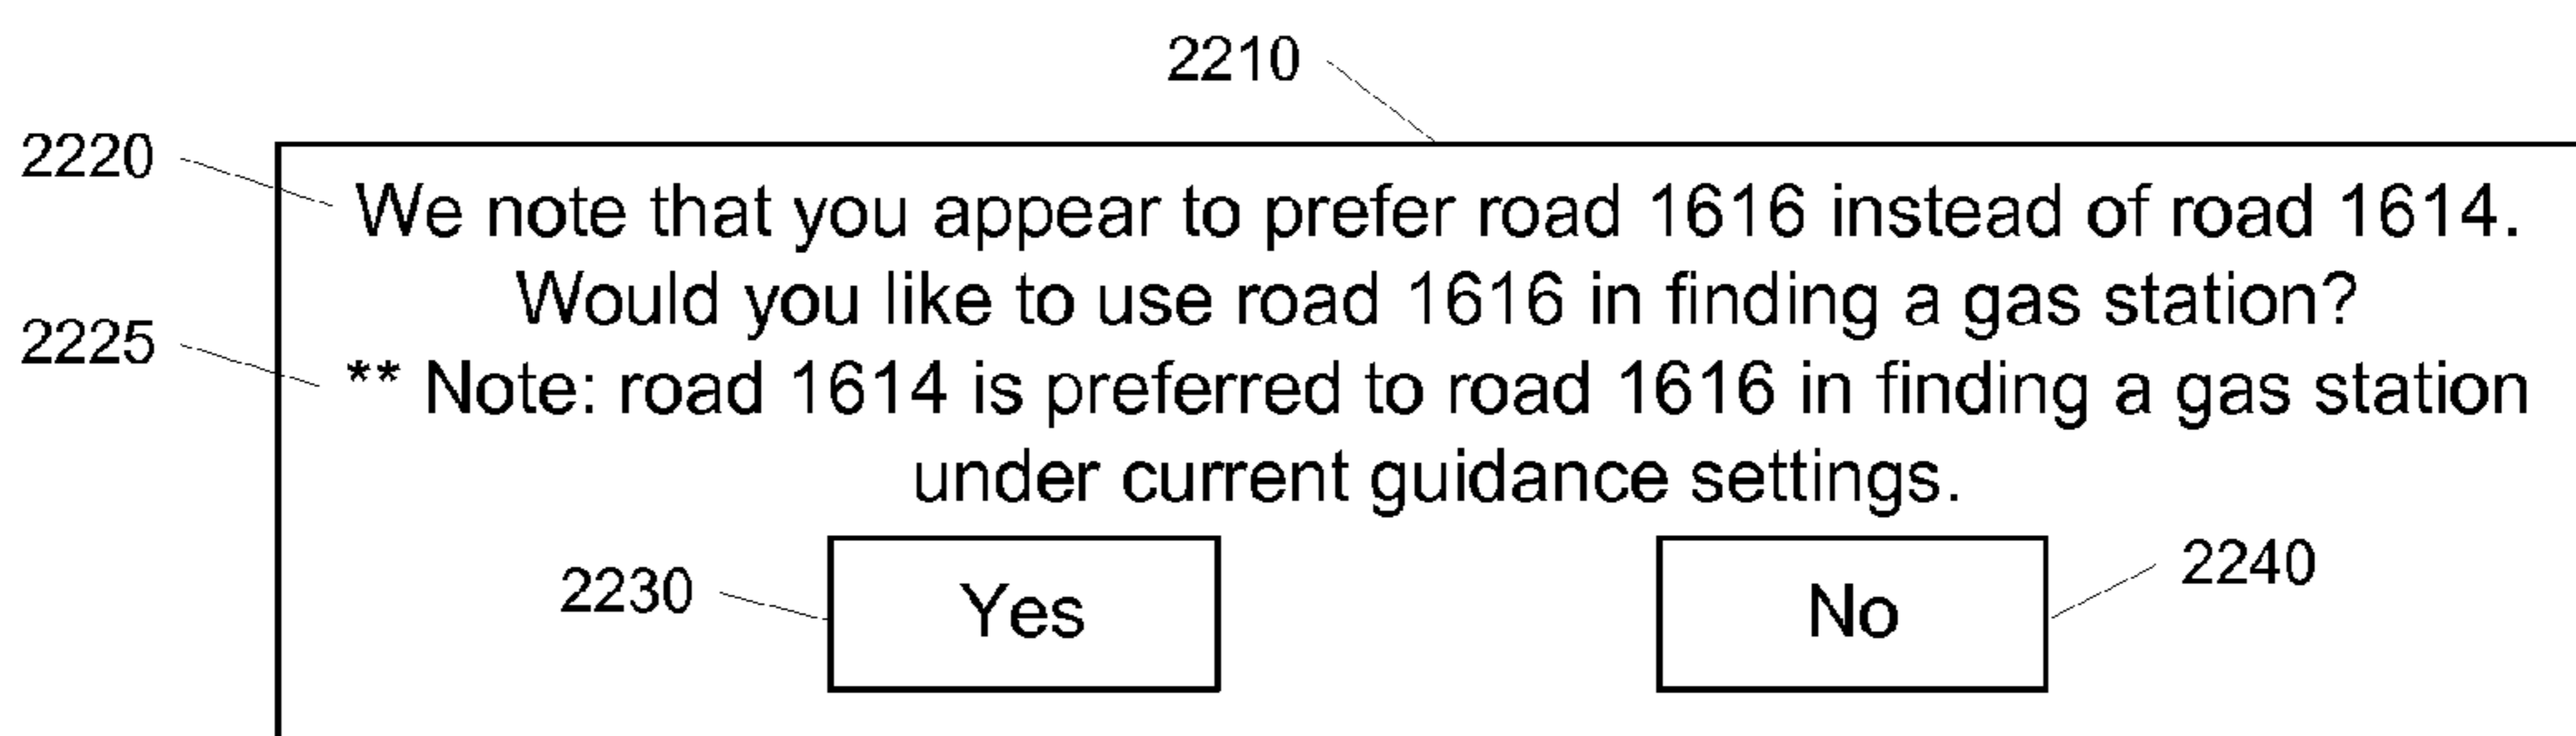 2210
2220
We note that you appear to prefer road 1616 instead of road 1614.
Would you like to use road 1616 in finding a gas station?
2225
** Note: road 1614 is preferred to road 1616 in finding a gas station
under current guidance settings.
2230
Yes
No
2240